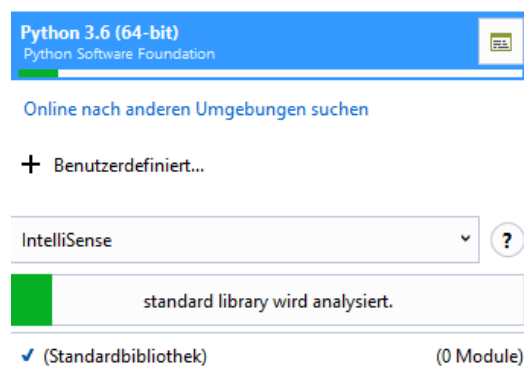 Python 3.6 (64-bit)
Python Software Foundation
Online nach anderen Umgebungen suchen
+ Benutzerdefiniert...
IntelliSense ?
standard library wird analysiert.
✓ (Standardbibliothek) (0 Module)